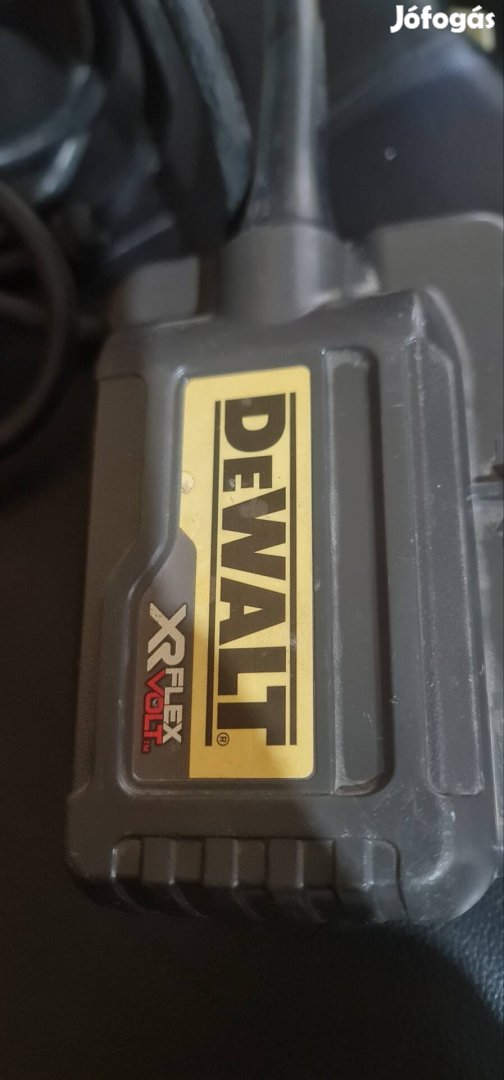 Jófogás
DEWALT®
XR FLEX
VOLT™